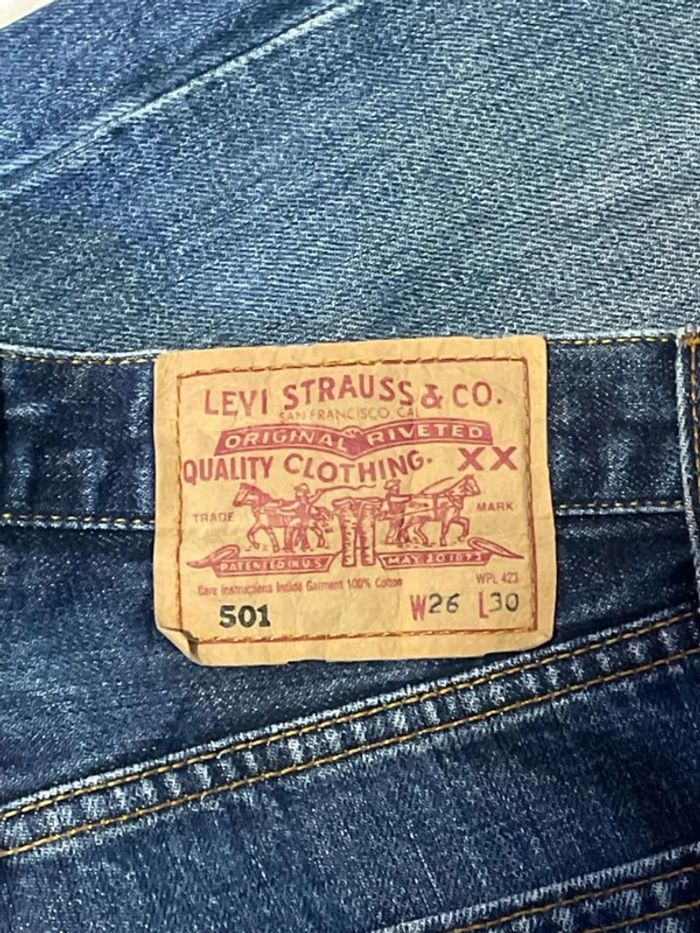 LEVI STRAUSS & CO.
SAN FRANCISCO CAL
ORIGINAL RIVETED
QUALITY CLOTHING. XX
TRADE MARK
PATENTED IN U.S. MAY 20 1873
Care Instructions Inside Garment 100% Cotton WPL 423
501 W26 L30